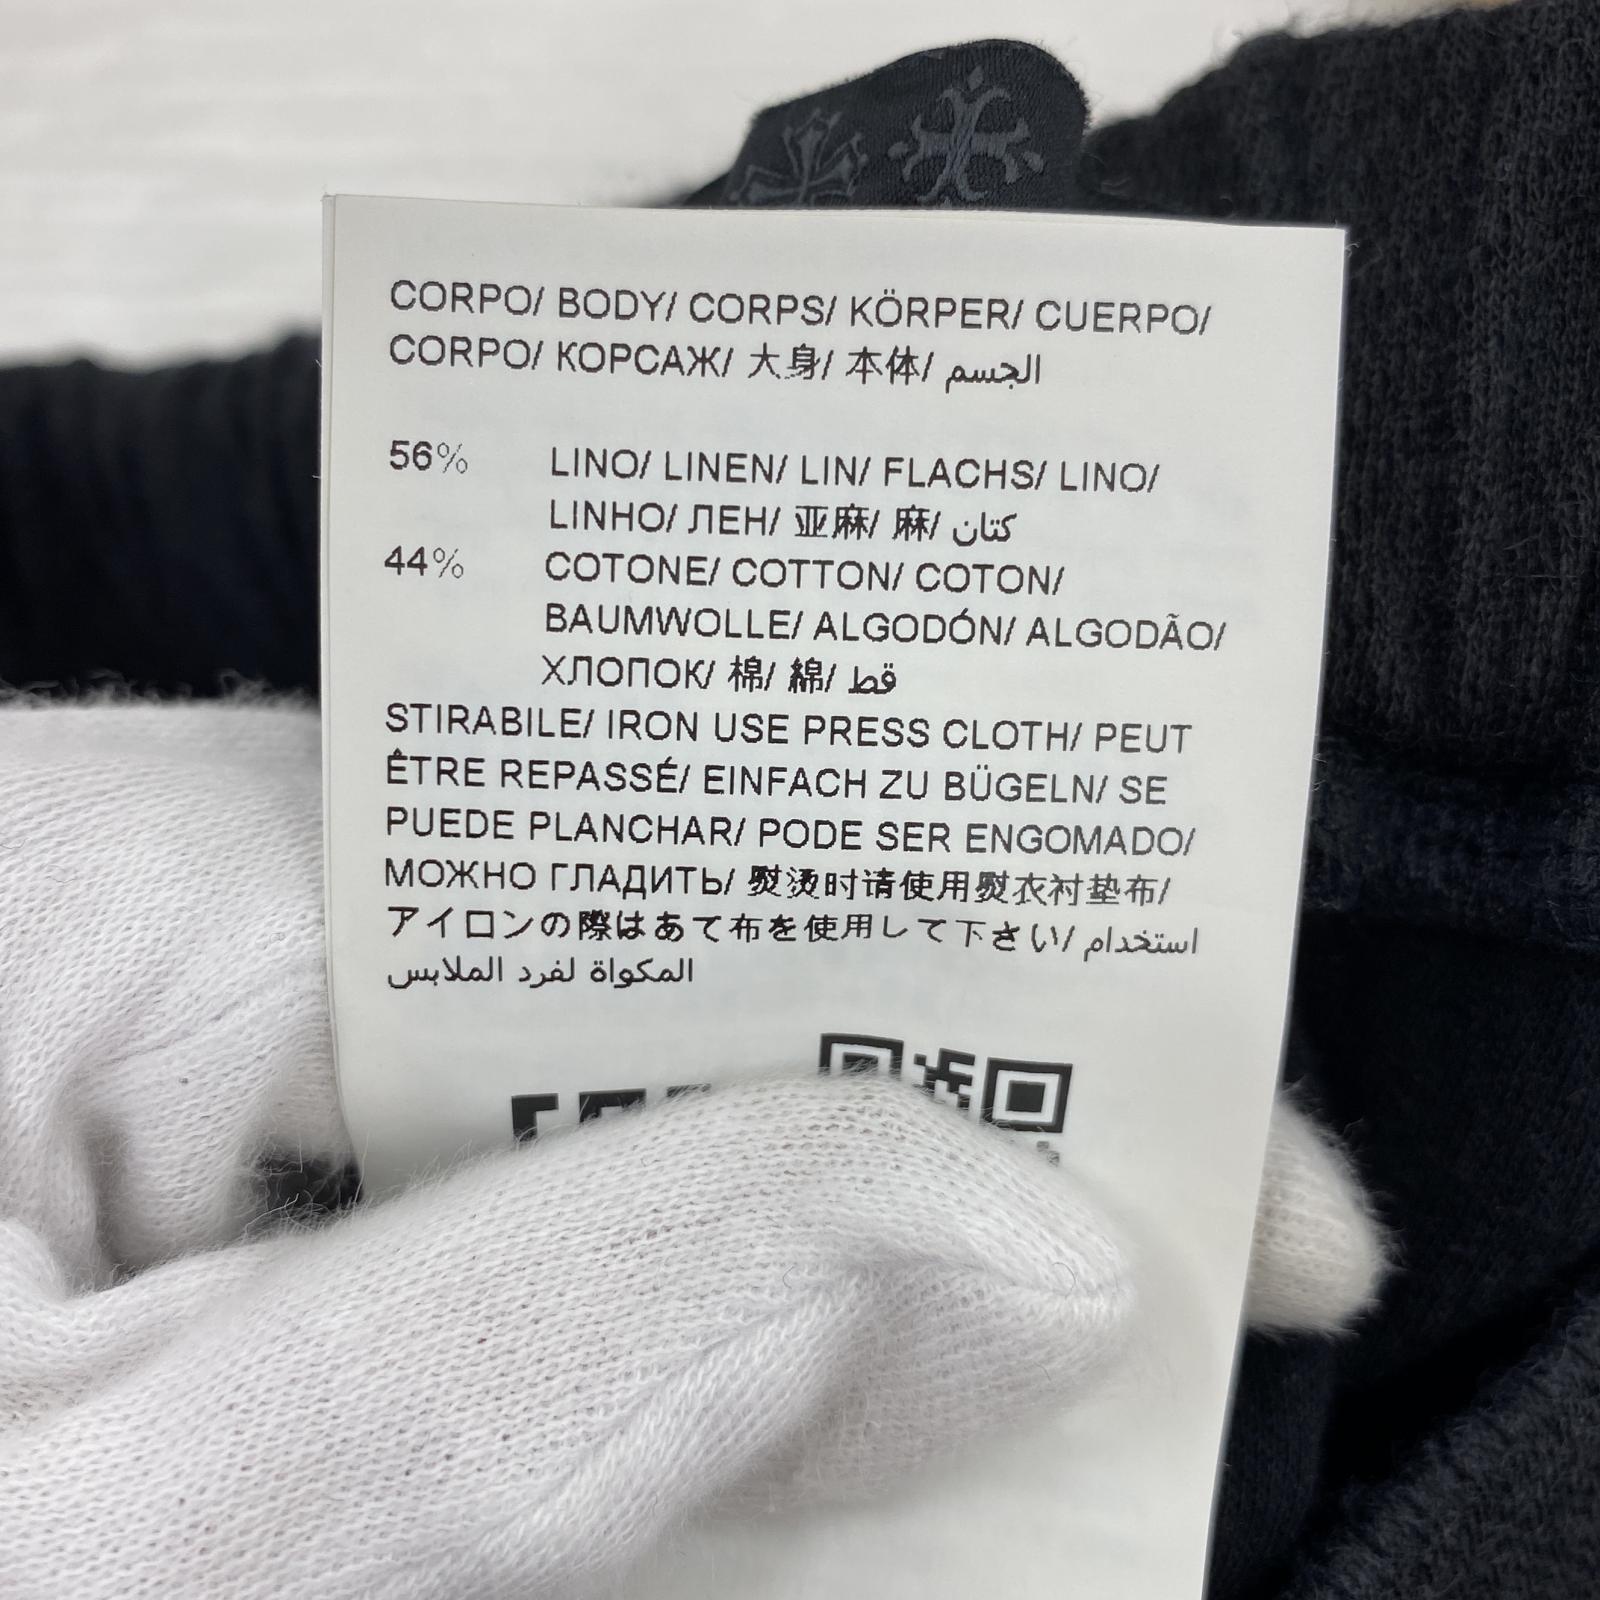 CORPO/ BODY/ CORPS/ KÖRPER/ CUERPO/
CORPO/ КОРСАЖ/ 大身/ 本体/ الجسم
56% LINO/ LINEN/ LIN/ FLACHS/ LINO/
LINHO/ ЛЕН/ 亚麻/ 麻/ كتان
44% COTONE/ COTTON/ COTON/
BAUMWOLLE/ ALGODÓN/ ALGODÃO/
ХЛОПОК/ 棉/ 綿/ قط
STIRABILE/ IRON USE PRESS CLOTH/ PEUT
ÊTRE REPASSÉ/ EINFACH ZU BÜGELN/ SE
PUEDE PLANCHAR/ PODE SER ENGOMADO/
МОЖНО ГЛАДИТЬ/ 熨烫时请使用熨衣衬垫布/
アイロンの際はあて布を使用して下さい/ استخدام
المكواة لفرد الملابس